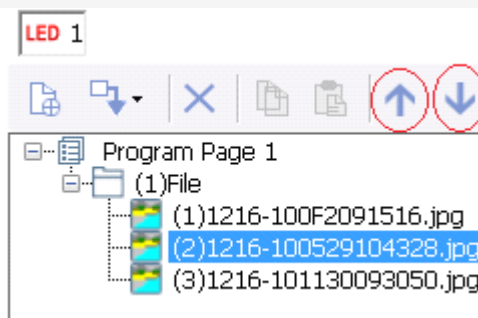 LED 1
Program Page 1
(1)File
(1)1216-100F2091516.jpg
(2)1216-100529104328.jpg
(3)1216-101130093050.jpg